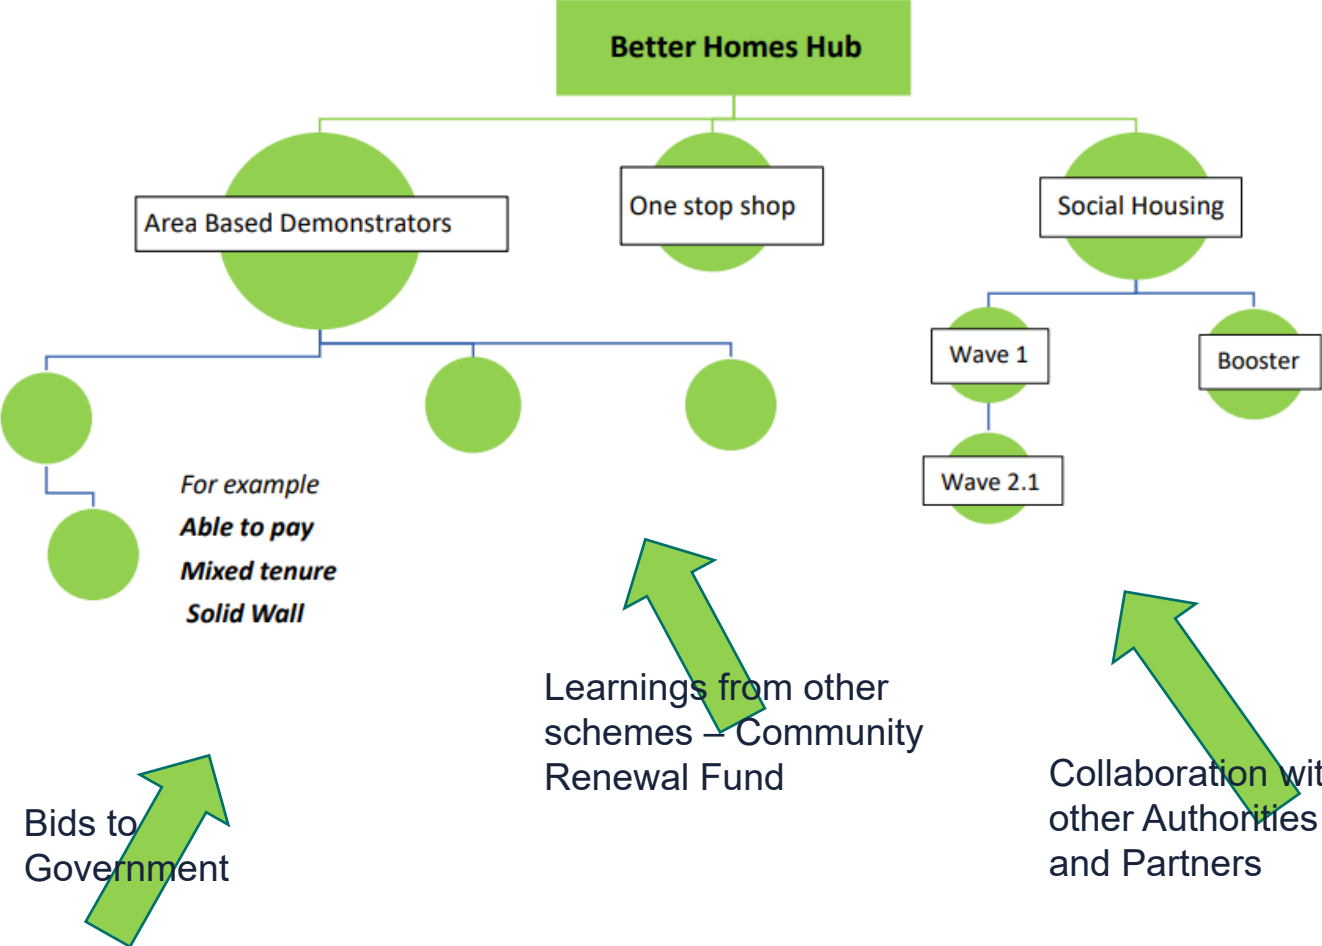 Better Homes Hub
Area Based Demonstrators
One stop shop
Social Housing
Wave 1
Booster
Wave 2.1
For example
Able to pay
Mixed tenure
Solid Wall
Learnings from other
schemes – Community
Renewal Fund
Bids to
Government
Collaboration wit
other Authorities
and Partners